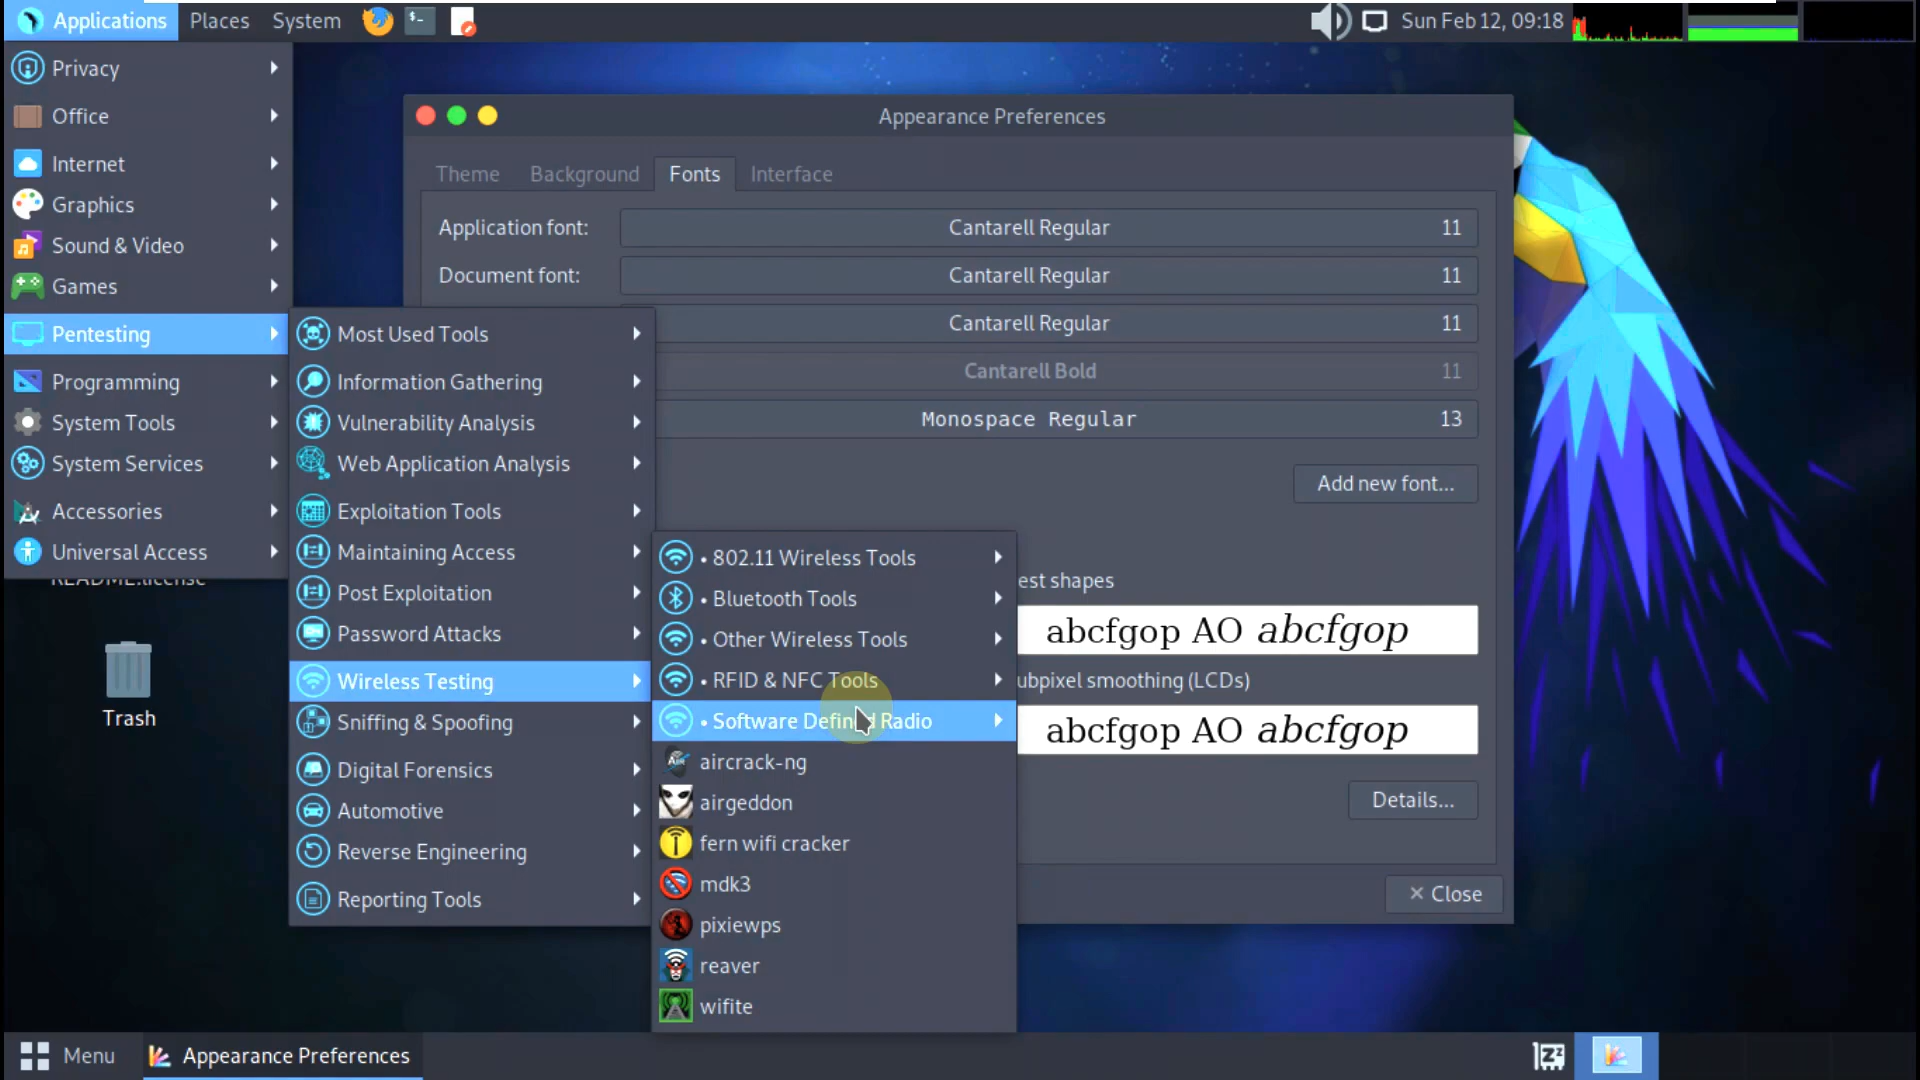 Applications Places System
Sun Feb 12, 09:18
Privacy
Office
Internet
Graphics
Sound & Video
Games
Pentesting
Programming
System Tools
System Services
Accessories
Universal Access
README.license
Trash
Most Used Tools
Information Gathering
Vulnerability Analysis
Web Application Analysis
Exploitation Tools
Maintaining Access
Post Exploitation
Password Attacks
Wireless Testing
Sniffing & Spoofing
Digital Forensics
Automotive
Reverse Engineering
Reporting Tools
• 802.11 Wireless Tools
• Bluetooth Tools
• Other Wireless Tools
• RFID & NFC Tools
• Software Defined Radio
aircrack-ng
airgeddon
fern wifi cracker
mdk3
pixiewps
reaver
wifite
Appearance Preferences
Theme Background Fonts Interface
Application font: Cantarell Regular 11
Document font: Cantarell Regular 11
Cantarell Regular 11
Cantarell Bold 11
Monospace Regular 13
Add new font...
est shapes
abcfgop AO abcfgop
ubpixel smoothing (LCDs)
abcfgop AO abcfgop
Details...
× Close
Menu Appearance Preferences